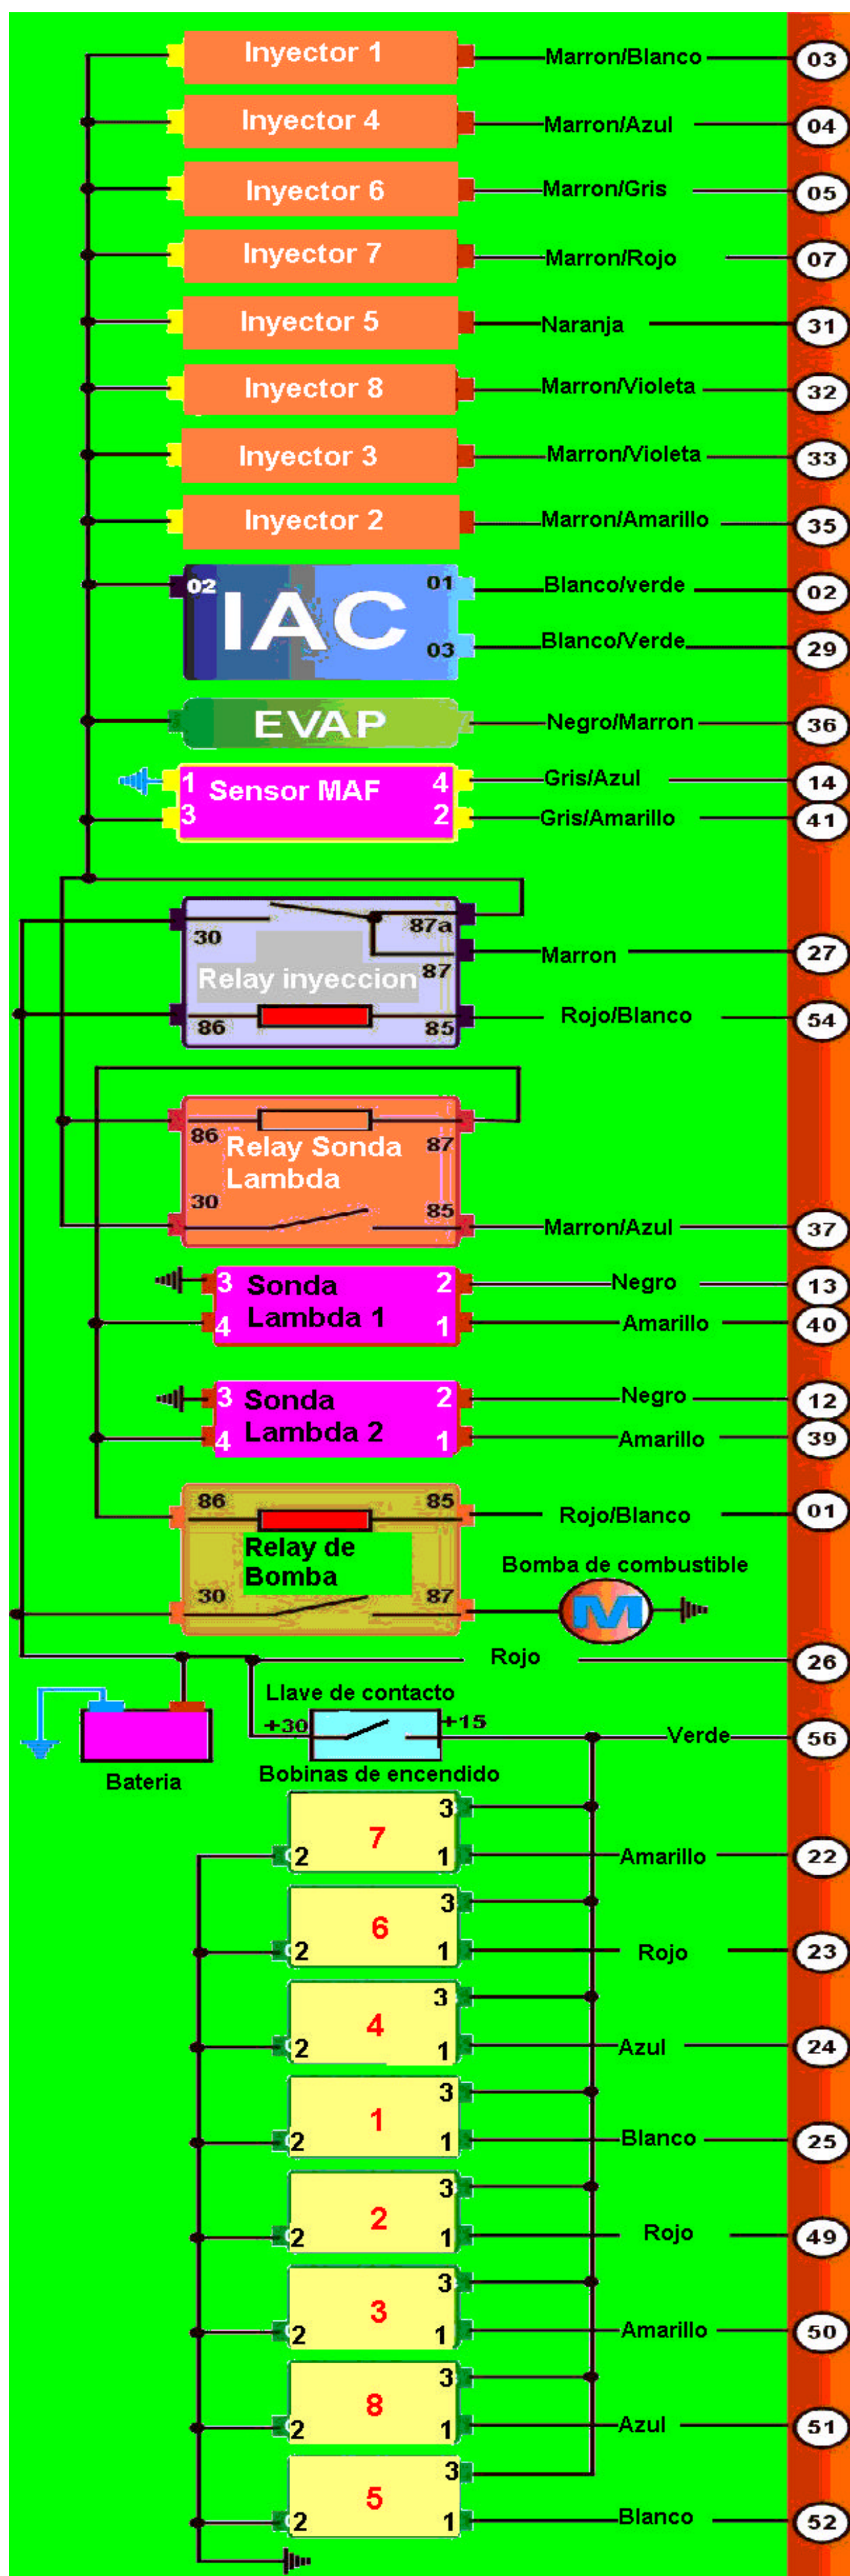 Inyector 1 Marron/Blanco 03
Inyector 4 Marron/Azul 04
Inyector 6 Marron/Gris 05
Inyector 7 Marron/Rojo 07
Inyector 5 Naranja 31
Inyector 8 Marron/Violeta 32
Inyector 3 Marron/Violeta 33
Inyector 2 Marron/Amarillo 35
02 IAC 01 Blanco/verde 02
03 Blanco/Verde 29
EVAP Negro/Marron 36
1 Sensor MAF 4 Gris/Azul 14
3 2 Gris/Amarillo 41
30 87a
Relay inyeccion 87 Marron 27
86 85 Rojo/Blanco 54
86 Relay Sonda 87
Lambda
30 85 Marron/Azul 37
3 Sonda 2 Negro 13
4 Lambda 1 1 Amarillo 40
3 Sonda 2 Negro 12
4 Lambda 2 1 Amarillo 39
86 85 Rojo/Blanco 01
Relay de
Bomba Bomba de combustible
30 87 M
Rojo 26
Llave de contacto
+30 +15 Verde 56
Bateria Bobinas de encendido
3
7
2 1 Amarillo 22
3
6
2 1 Rojo 23
3
4
2 1 Azul 24
3
1
2 1 Blanco 25
3
2
2 1 Rojo 49
3
3
2 1 Amarillo 50
3
8
2 1 Azul 51
3
5
2 1 Blanco 52